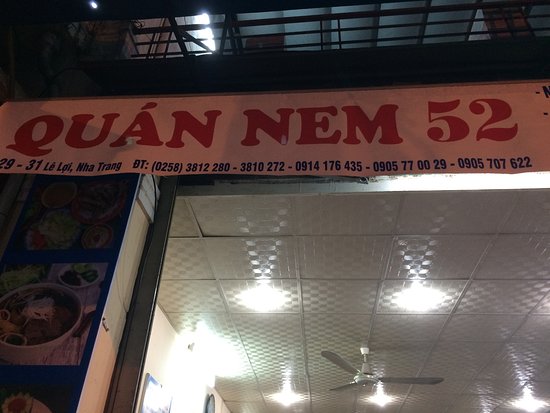 QUÁN NEM 52
29 - 31 Lê Lợi, Nha Trang ĐT: (0258) 3812 280 - 3810 272 - 0914 176 435 - 0905 77 00 29 - 0905 707 622